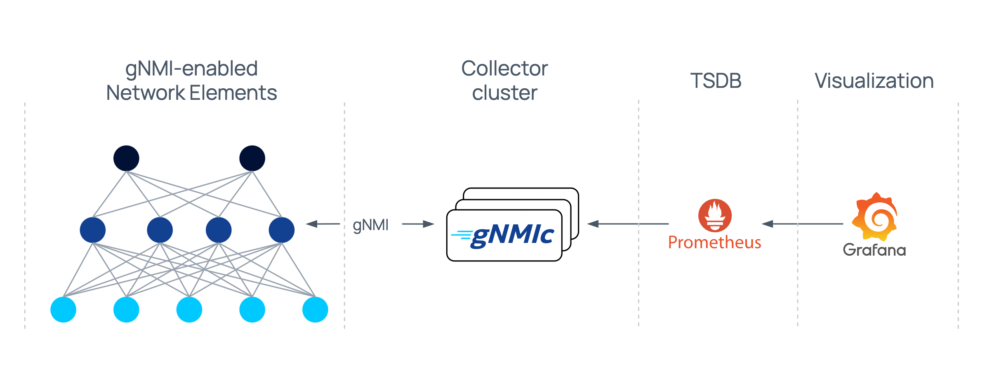 gNMI-enabled
Network Elements
Collector
cluster
TSDB
Visualization
gNMI
gNMIc
Prometheus
Grafana